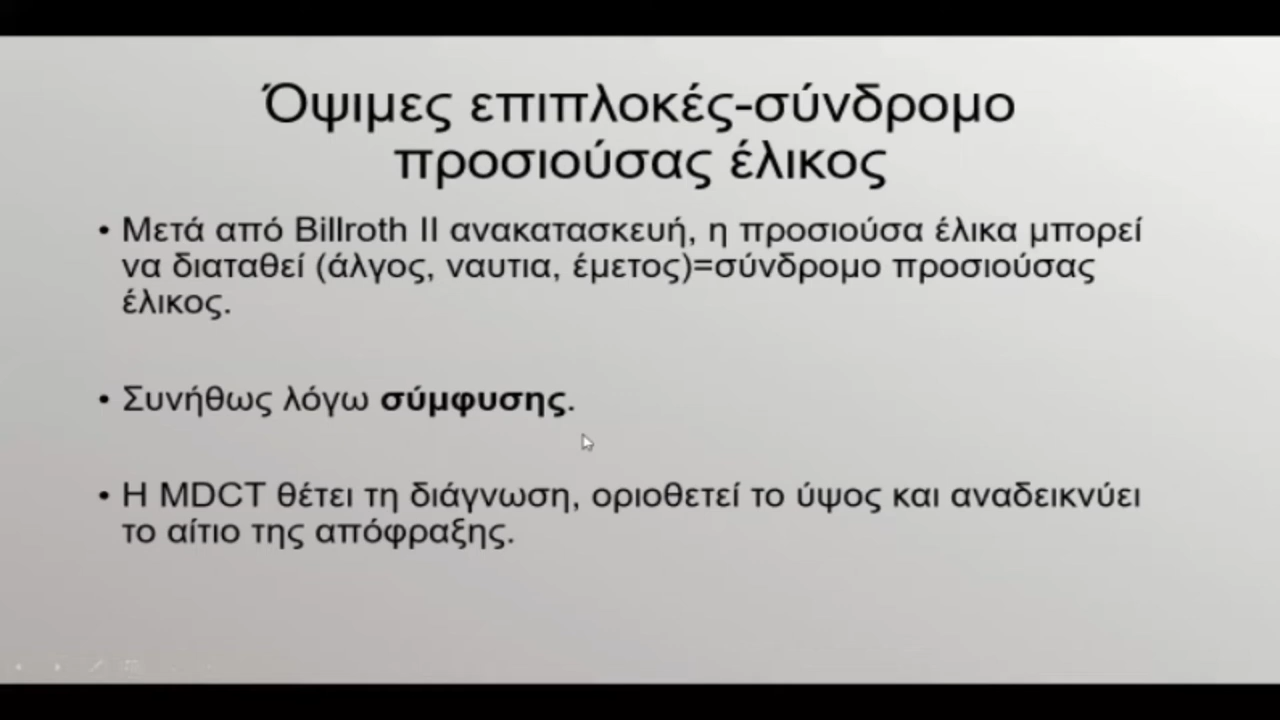 Όψιμες επιπλοκές-σύνδρομο
προσιούσας έλικος
• Μετά από Billroth II ανακατασκευή, η προσιούσα έλικα μπορεί
να διαταθεί (άλγος, ναυτια, έμετος)=σύνδρομο προσιούσας
έλικος.
• Συνήθως λόγω σύμφυσης.
• Η MDCT θέτει τη διάγνωση, οριοθετεί το ύψος και αναδεικνύει
το αίτιο της απόφραξης.